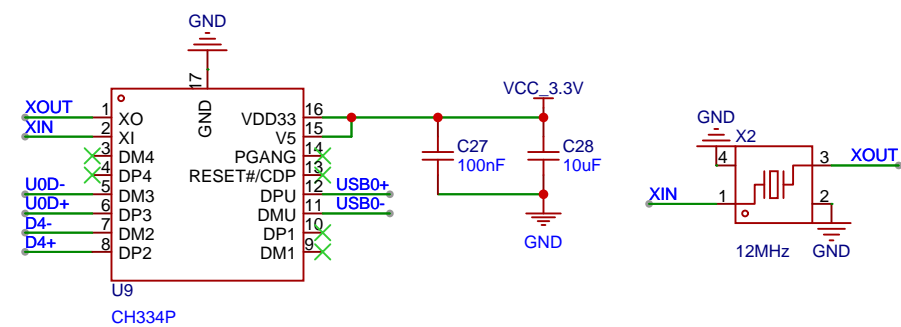 GND
17
GND
XOUT
1
XO
XIN
2
XI
3
DM4
4
DP4
U0D-
5
DM3
U0D+
6
DP3
D4-
7
DM2
D4+
8
DP2
VDD33
16
V5
15
PGANG
14
RESET#/CDP
13
DPU
12
USB0+
DMU
11
USB0-
DP1
10
DM1
9
U9
CH334P
VCC_3.3V
C27
100nF
C28
10uF
GND
GND
X2
4
3
XOUT
XIN
1
2
12MHz
GND